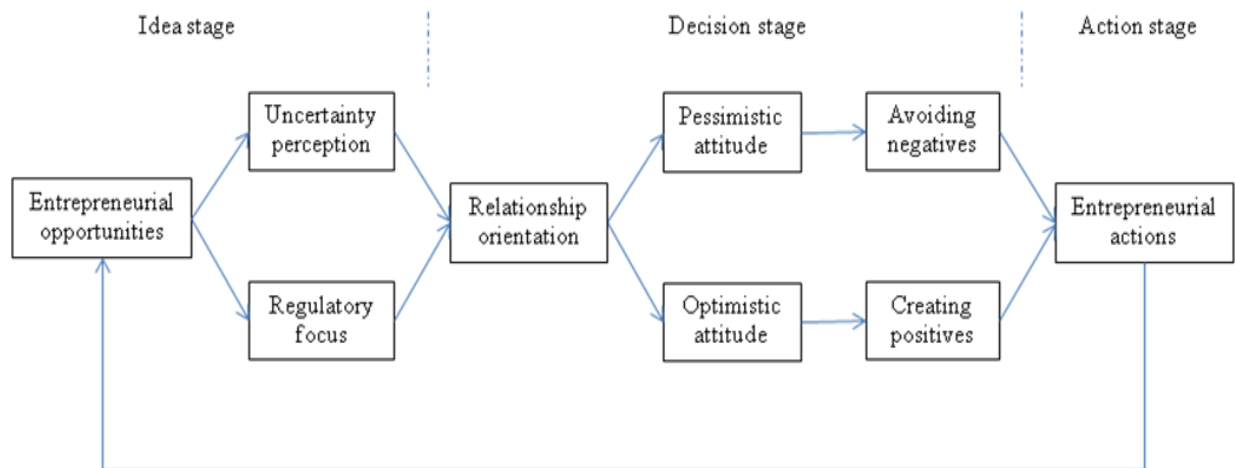 Idea stage
Decision stage
Action stage
Uncertainty
perception
Pessimistic
attitude
Avoiding
negatives
Entrepreneurial
opportunities
Relationship
orientation
Entrepreneurial
actions
Regulatory
focus
Optimistic
attitude
Creating
positives